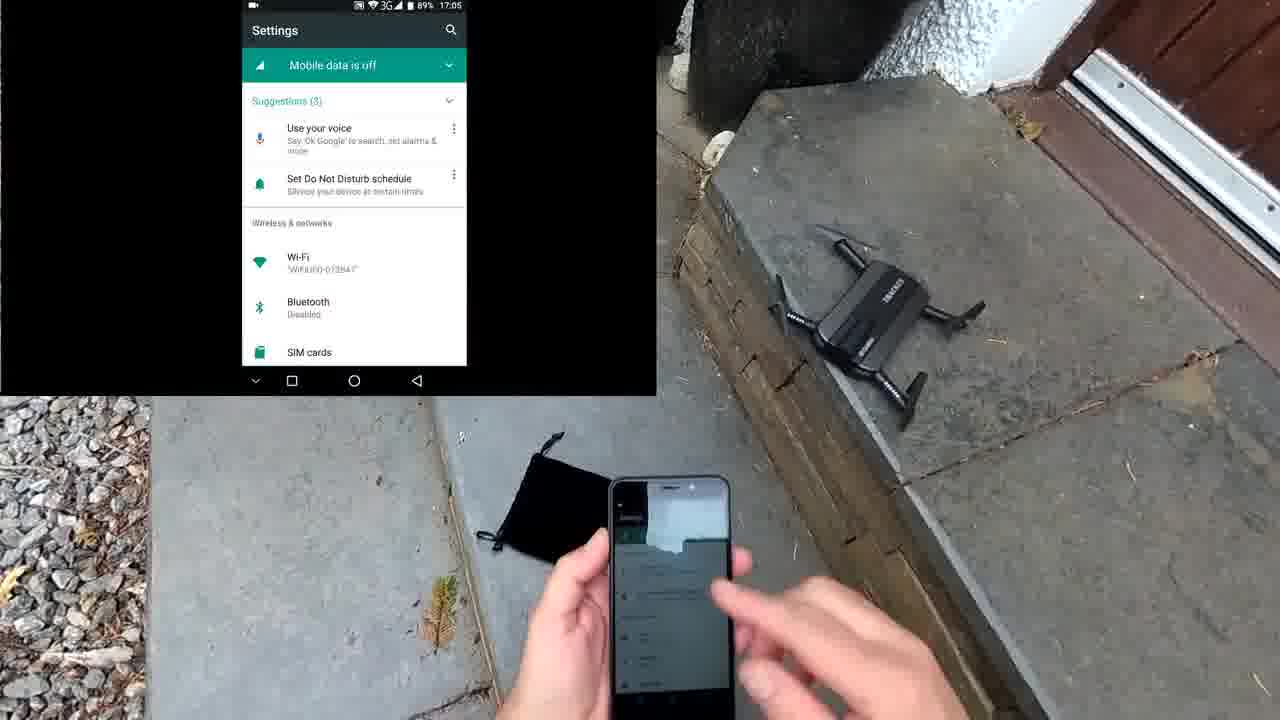 3G 89% 17:05
Settings
Mobile data is off
Suggestions (3)
Use your voice
Say 'Ok Google' to search, set alarms &
more
Set Do Not Disturb schedule
Silence your device at certain times
Wireless & networks
Wi-Fi
Bluetooth
Disabled
SIM cards
TRACKER